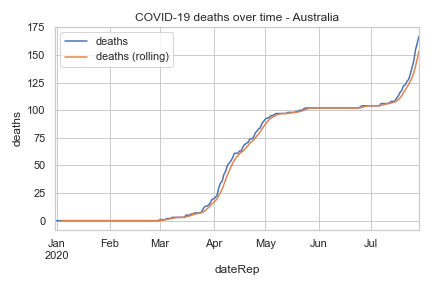 COVID-19 deaths over time - Australia
175
150
125
100
75
50
25
0
deaths
deaths
deaths (rolling)
Jan Feb Mar Apr May Jun Jul
2020
dateRep